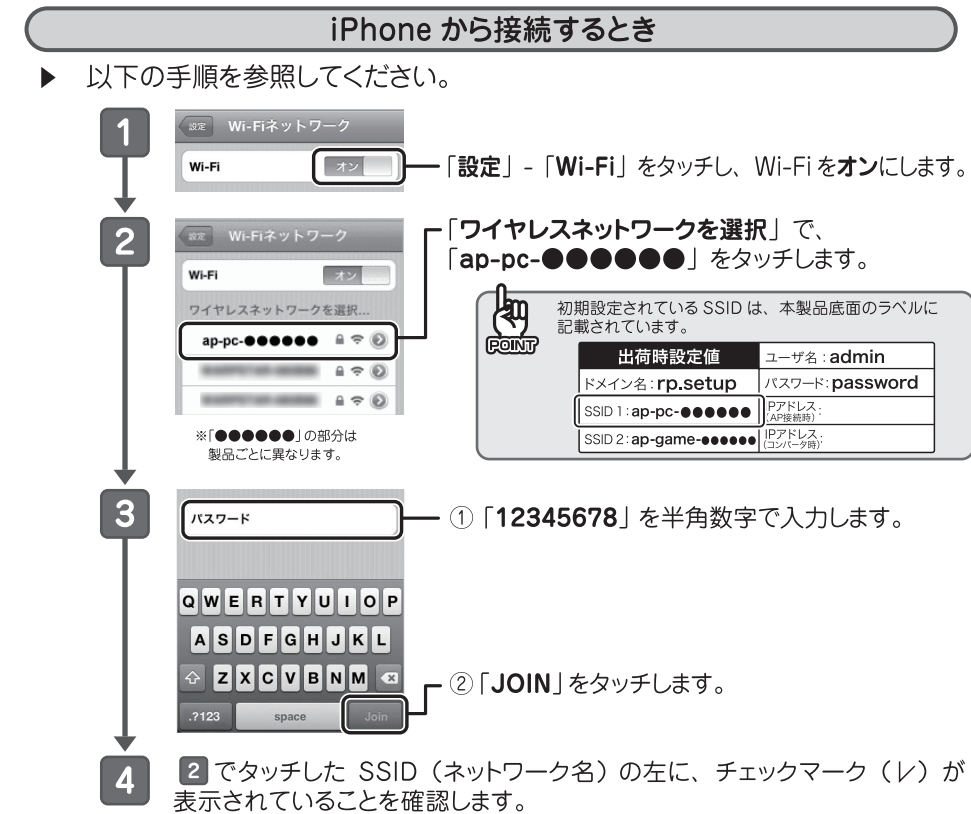 iPhone から接続するとき
▶ 以下の手順を参照してください。
1
設定 Wi-Fiネットワーク
Wi-Fi オン
「設定」-「Wi-Fi」をタッチし、Wi-Fiをオンにします。
2
設定 Wi-Fiネットワーク
Wi-Fi オン
ワイヤレスネットワークを選択...
ap-pc-●●●●●●
※「●●●●●●」の部分は
製品ごとに異なります。
「ワイヤレスネットワークを選択」で、
「ap-pc-●●●●●●」をタッチします。
POINT
初期設定されている SSID は、本製品底面のラベルに
記載されています。
出荷時設定値 ユーザ名：admin
ドメイン名：rp.setup パスワード：password
SSID 1：ap-pc-●●●●●● IPアドレス：
(AP接続時)
SSID 2：ap-game-●●●●●● IPアドレス：
(コンバータ時)
3
パスワード
① 「12345678」を半角数字で入力します。
Q W E R T Y U I O P
A S D F G H J K L
Z X C V B N M
.?123 space Join
② 「JOIN」をタッチします。
4
2 でタッチした SSID（ネットワーク名）の左に、チェックマーク（✓）が
表示されていることを確認します。